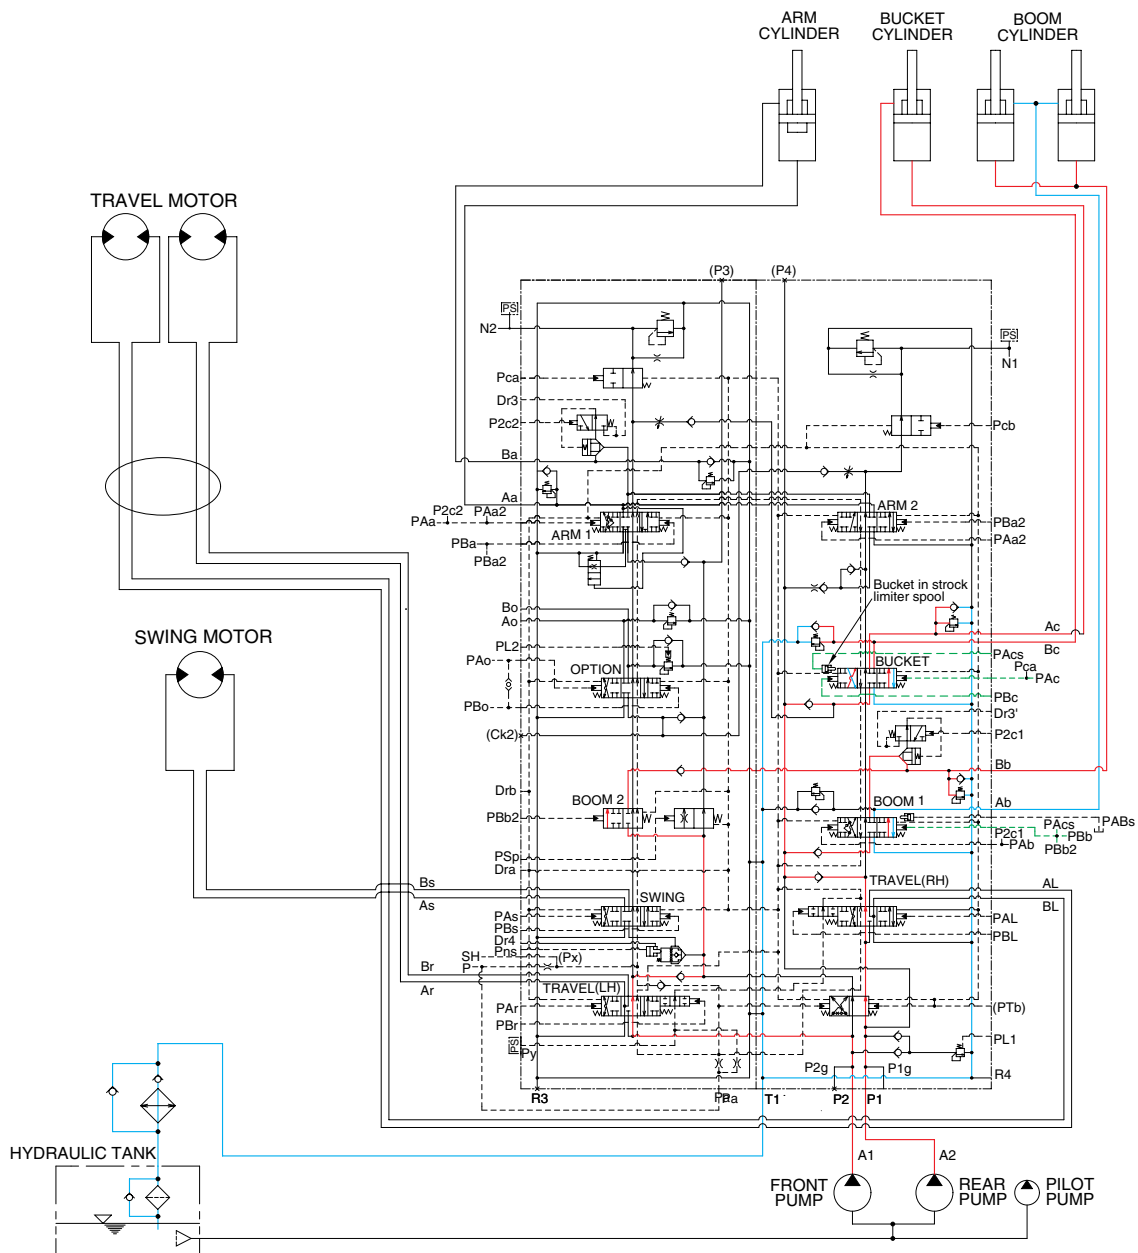 ARM
CYLINDER
BUCKET
CYLINDER
BOOM
CYLINDER
TRAVEL MOTOR
(P3)
(P4)
PS
N2
PS
N1
Pca
Dr3
P2c2
Pcb
Ba
Aa
P2c2
PAa2
PAa
ARM 1
ARM 2
PBa2
PBa
PAa2
PBa2
Bucket in strock
limiter spool
Bo
Ao
Ac
Bc
SWING MOTOR
PL2
PAo
OPTION
BUCKET
PAcs
Pca
PAc
PBo
PBc
Dr3'
(Ck2)
P2c1
Bb
Drb
BOOM 2
BOOM 1
Ab
PBb2
P2c1
PAcs
PABs
PBb
PAb
PBb2
PSp
Dra
TRAVEL(RH)
Bs
As
SWING
AL
BL
PAs
PBs
PAL
PBL
Dr4
Pns
SH
P
(Px)
Br
Ar
TRAVEL(LH)
PAr
(PTb)
PBr
PS
Py
PL1
P2g
P1g
R4
R3
Pa
T1
P2
P1
HYDRAULIC TANK
A1
A2
FRONT
PUMP
REAR
PUMP
PILOT
PUMP